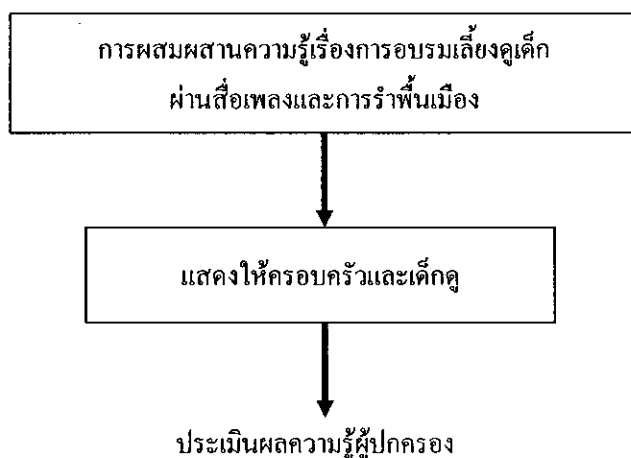 การผสมผสานความรู้เรื่องการอบรมเลี้ยงดูเด็ก
ผ่านสื่อเพลงและการรำพื้นเมือง
แสดงให้ครอบครัวและเด็กดู
ประเมินผลความรู้ผู้ปกครอง